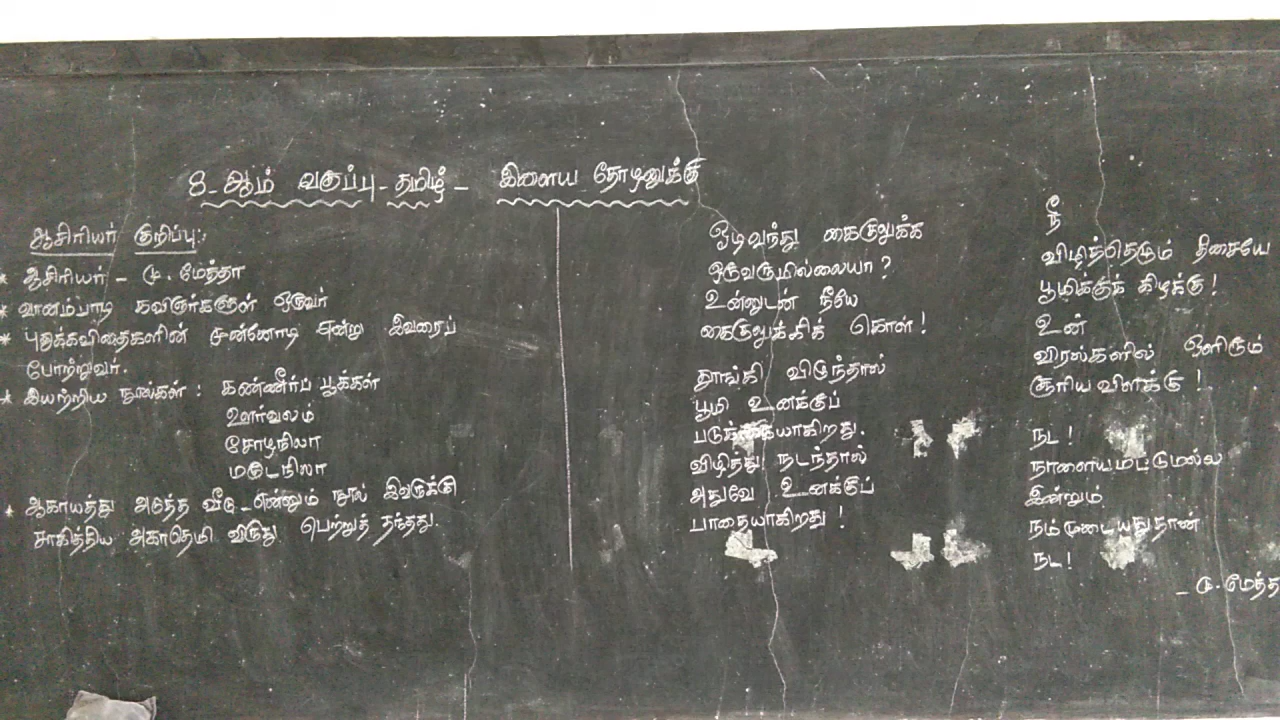 8-ஆம் வகுப்பு - தமிழ் - இளைய தோழனுக்கு
ஆசிரியர் குறிப்பு:-
* ஆசிரியர் - மு. மேத்தா
* வானம்பாடி கவிஞர்களுள் ஒருவர்
* புதுக்கவிதைகளின் முன்னோடி என்று இவரைப்
போற்றுவர்.
* இயற்றிய நூல்கள் : கண்ணீர்ப் பூக்கள்
ஊர்வலம்
சோழநிலா
மகுடநிலா
* ஆகாயத்து அடுத்த வீடு - என்னும் நூல் இவருக்கு
சாகித்திய அகாதெமி விருது பெற்றுத் தந்தது.
ஓடிவந்து கைகுலுக்க
ஒருவருமில்லையா?
உன்னுடன் நீயே
கைகுலுக்கிக் கொள்!
தூங்கி விழுந்தால்
பூமி உனக்குப்
படுக்கையாகிறது.
விழித்து நடந்தால்
அதுவே உனக்குப்
பாதையாகிறது!
நீ
விழித்தெழும் திசையே
பூமிக்குக் கிழக்கு!
உன்
விரல்களில் ஒளிரும்
சூரிய விளக்கு!
நட!
நாளைமட்டுமல்ல
இன்றும்
நம்முடையதுதான்
நட!
- மு.மேத்த